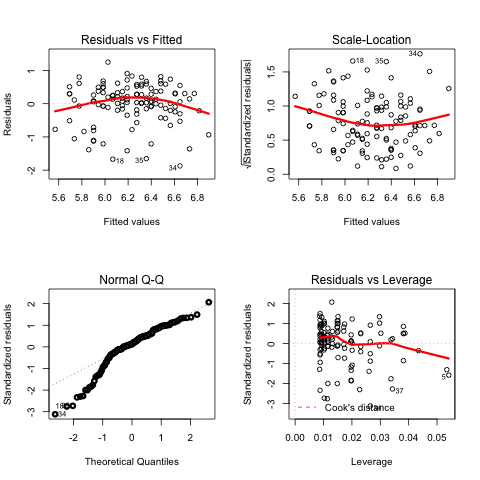 Residuals vs Fitted
Residuals
1
0
-1
-2
18
35
34
5.6 5.8 6.0 6.2 6.4 6.6 6.8
Fitted values
Scale-Location
√|Standardized residuals|
1.5
1.0
0.5
0.0
18
35
34
5.6 5.8 6.0 6.2 6.4 6.6 6.8
Fitted values
Normal Q-Q
Standardized residuals
2
1
0
-1
-2
-3
18
34
-2 -1 0 1 2
Theoretical Quantiles
Residuals vs Leverage
Standardized residuals
2
1
0
-1
-2
-3
5
37
Cook's distance
0.00 0.01 0.02 0.03 0.04 0.05
Leverage